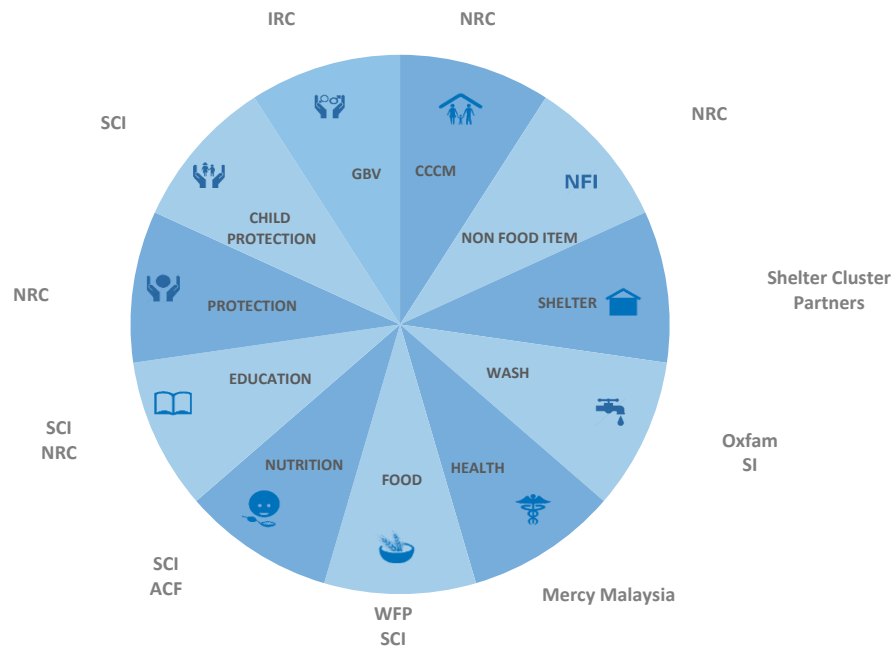 IRC
NRC
SCI
NRC
GBV
CCCM
NFI
CHILD
PROTECTION
NON FOOD ITEM
NRC
PROTECTION
SHELTER
Shelter Cluster
Partners
EDUCATION
WASH
SCI
NRC
Oxfam
SI
NUTRITION
FOOD
HEALTH
SCI
ACF
WFP
SCI
Mercy Malaysia